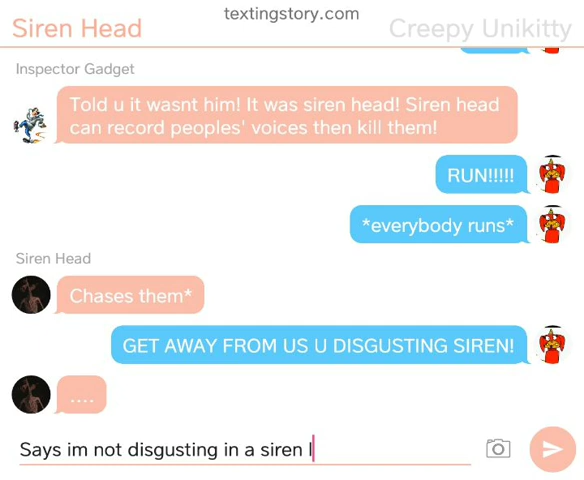 textingstory.com
Siren Head
Creepy Unikitty
Inspector Gadget
Told u it wasnt him! It was siren head! Siren head
can record peoples' voices then kill them!
RUN!!!!!
*everybody runs*
Siren Head
Chases them*
GET AWAY FROM US U DISGUSTING SIREN!
....
Says im not disgusting in a siren l